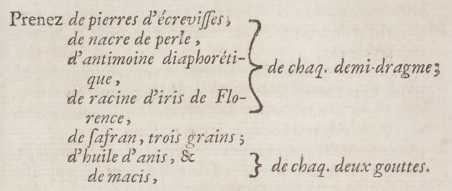 Prenez de pierres d'écreviſſes,
de nacre de perle,
d'antimoine diaphoréti-
que,
de racine d'iris de Flo-
rence,
de chaq. demi-dragme;
de ſafran, trois grains;
d'huile d'anis, &
de macis,
de chaq. deux gouttes.